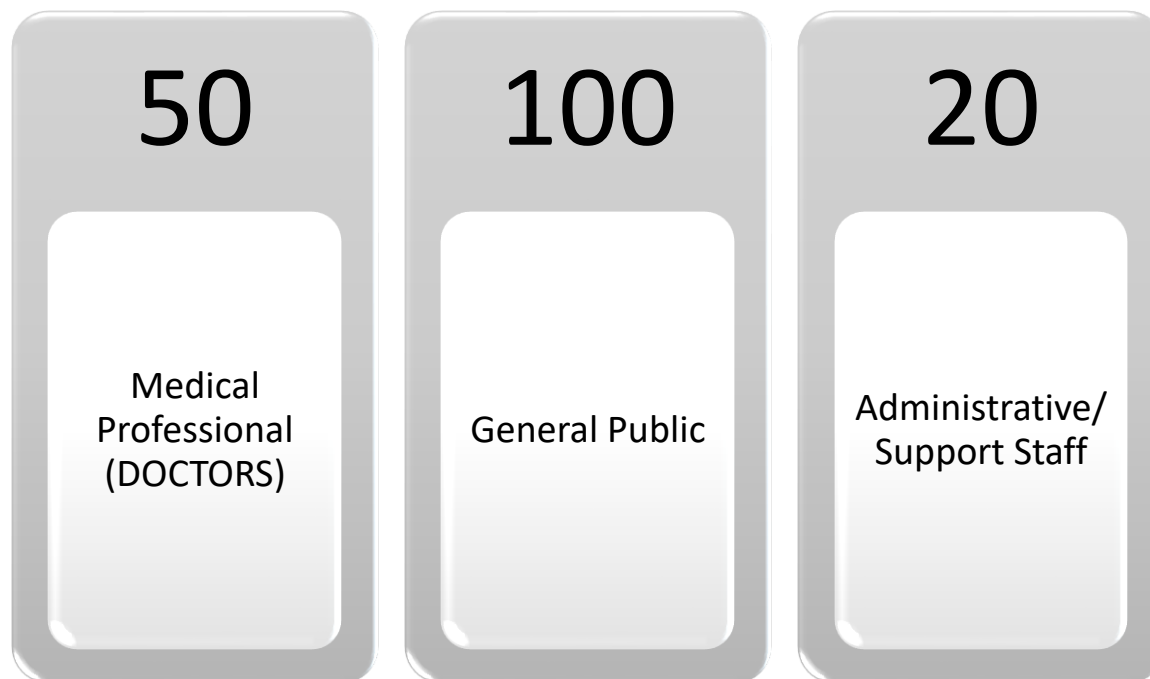 50
Medical
Professional
(DOCTORS)
100
General Public
20
Administrative/
Support Staff